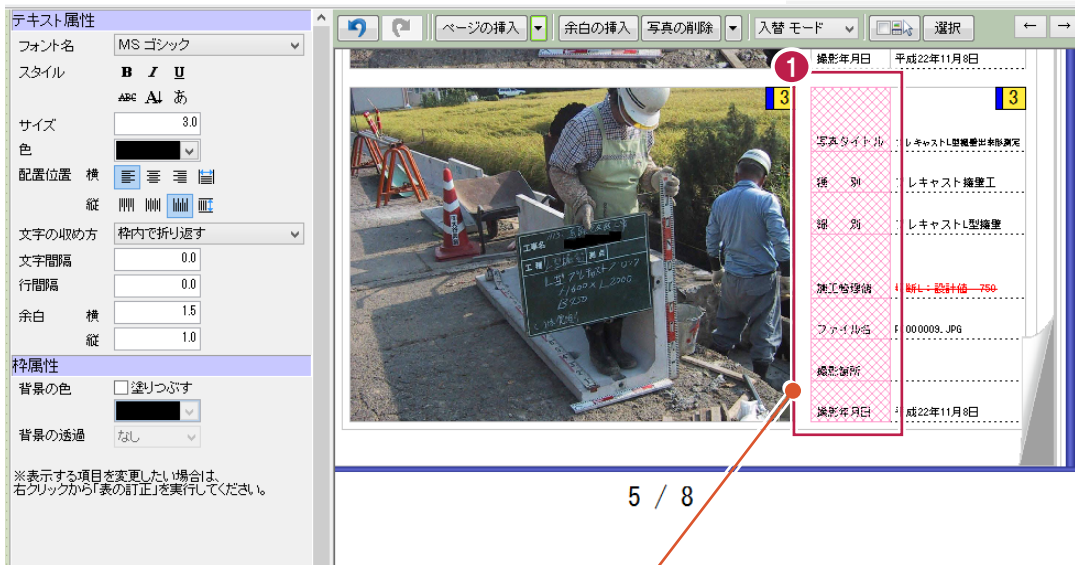 テキスト属性
フォント名 MS ゴシック
スタイル B I U
ABC A↓ あ
サイズ 3.0
色
配置位置 横
縦
文字の収め方 枠内で折り返す
文字間隔 0.0
行間隔 0.0
余白 横 1.5
縦 1.0
枠属性
背景の色 塗りつぶす
背景の透過 なし
※表示する項目を変更したい場合は、
右クリックから「表の訂正」を実行してください。
ページの挿入 余白の挿入 写真の削除 入替 モード 選択 ← →
撮影年月日 平成22年11月8日
1
3 3
写真タイトル レキャストL型擁壁出来形測定
種 別 レキャスト擁壁工
細 別 レキャストL型擁壁
施工管理値 断L:設計値 750
ファイル名 P000009.JPG
撮影箇所
撮影年月日 成22年11月8日
工事名
工種 測点
L型プレキャストブロック
H600×L2000
B750
5 / 8